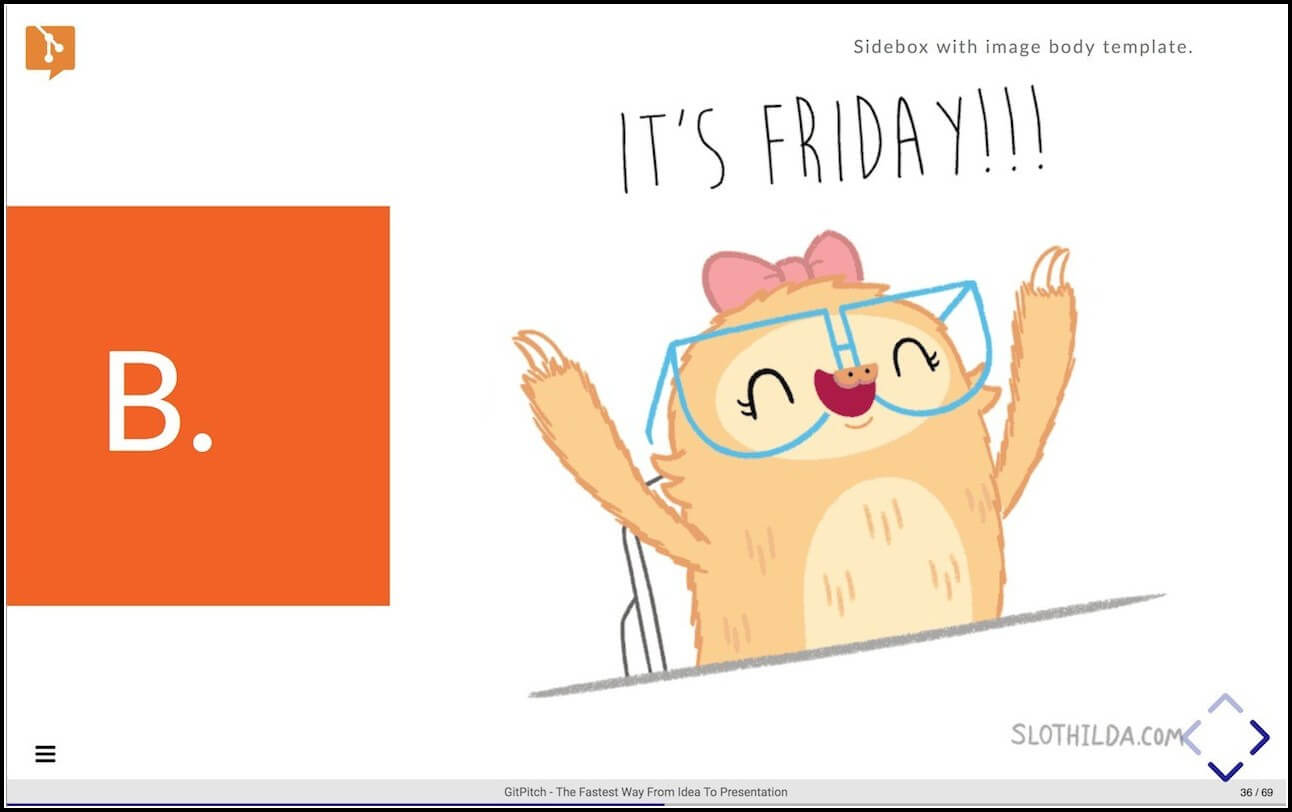 Sidebox with image body template.
IT'S FRIDAY!!!
B.
SLOTHILDA.COM
GitPitch - The Fastest Way From Idea To Presentation
36 / 69